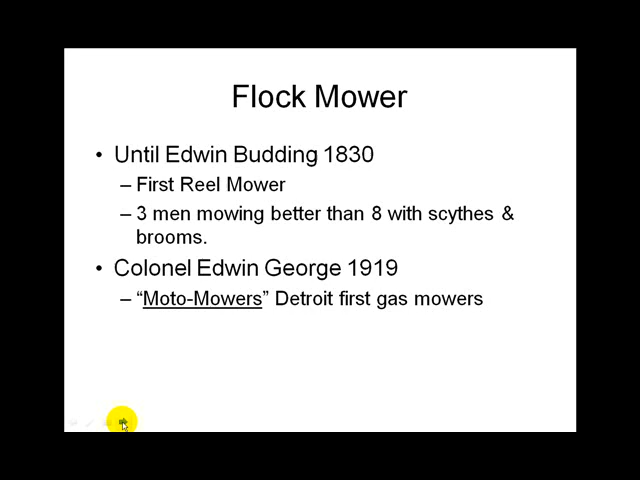 Flock Mower
• Until Edwin Budding 1830
– First Reel Mower
– 3 men mowing better than 8 with scythes &
brooms.
• Colonel Edwin George 1919
– “Moto-Mowers” Detroit first gas mowers